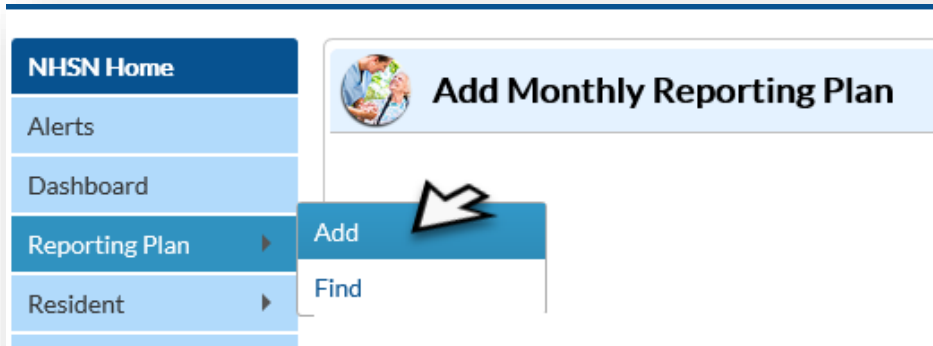 NHSN Home
Alerts
Dashboard
Reporting Plan
Resident
Add Monthly Reporting Plan
Add
Find